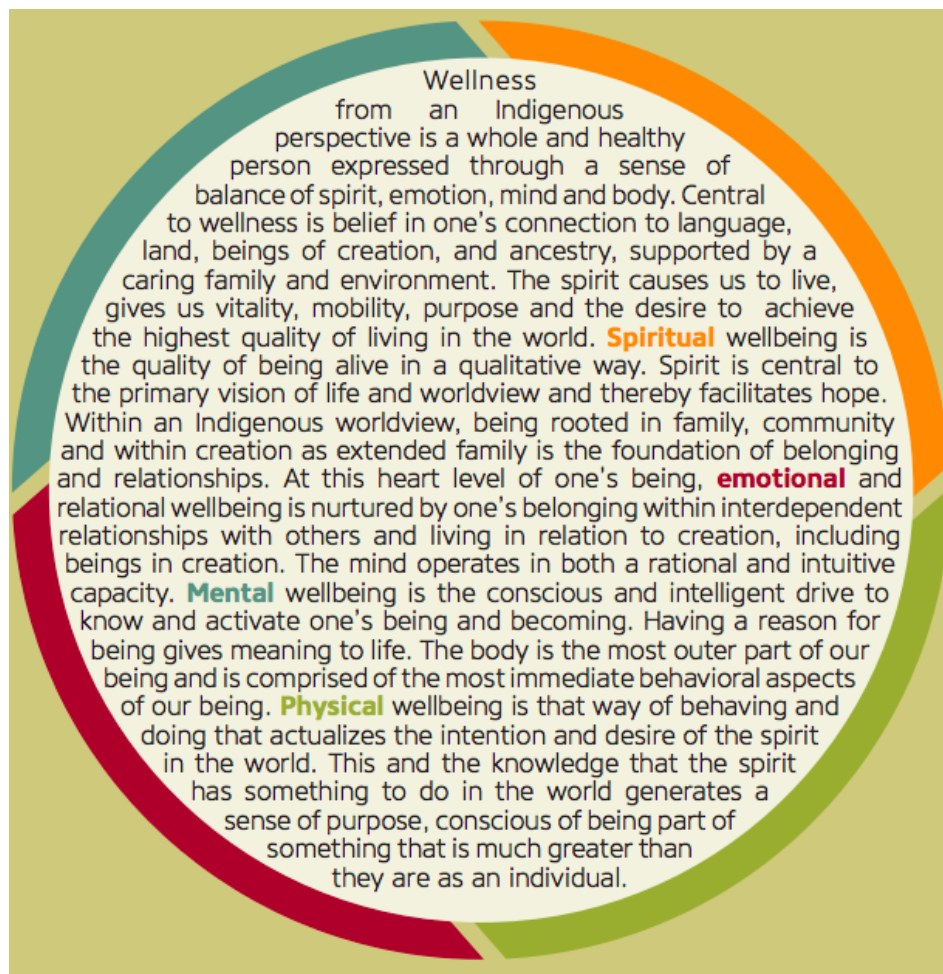 Wellness
from an Indigenous
perspective is a whole and healthy
person expressed through a sense of
balance of spirit, emotion, mind and body. Central
to wellness is belief in one's connection to language,
land, beings of creation, and ancestry, supported by a
caring family and environment. The spirit causes us to live,
gives us vitality, mobility, purpose and the desire to achieve
the highest quality of living in the world. Spiritual wellbeing is
the quality of being alive in a qualitative way. Spirit is central to
the primary vision of life and worldview and thereby facilitates hope.
Within an Indigenous worldview, being rooted in family, community
and within creation as extended family is the foundation of belonging
and relationships. At this heart level of one's being, emotional and
relational wellbeing is nurtured by one's belonging within interdependent
relationships with others and living in relation to creation, including
beings in creation. The mind operates in both a rational and intuitive
capacity. Mental wellbeing is the conscious and intelligent drive to
know and activate one's being and becoming. Having a reason for
being gives meaning to life. The body is the most outer part of our
being and is comprised of the most immediate behavioral aspects
of our being. Physical wellbeing is that way of behaving and
doing that actualizes the intention and desire of the spirit
in the world. This and the knowledge that the spirit
has something to do in the world generates a
sense of purpose, conscious of being part of
something that is much greater than
they are as an individual.